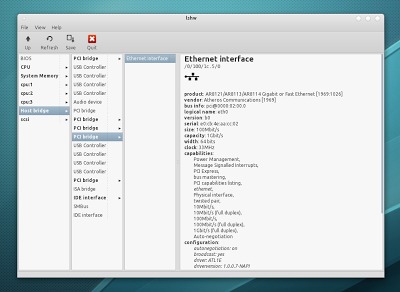 lshw
File View Help
Up Refresh Save Quit
BIOS
CPU
System Memory
cpu:1
cpu:2
cpu:3
Host bridge
scsi
PCI bridge
USB Controller
USB Controller
USB Controller
Audio device
PCI bridge
PCI bridge
PCI bridge
PCI bridge
USB Controller
USB Controller
USB Controller
USB Controller
PCI bridge
ISA bridge
IDE interface
SMBus
IDE interface
Ethernet interface
Ethernet interface
/0/100/1c.5/0
product: AR8121/AR8113/AR8114 Gigabit or Fast Ethernet [1969:1026]
vendor: Atheros Communications [1969]
bus info: pci@0000:02:00.0
logical name: eth0
version: b0
serial:
size: 100Mbit/s
capacity: 1Gbit/s
width: 64 bits
clock: 33MHz
capabilities:
Power Management,
Message Signalled Interrupts,
PCI Express,
bus mastering,
PCI capabilities listing,
ethernet,
Physical interface,
twisted pair,
10Mbit/s,
10Mbit/s (full duplex),
100Mbit/s,
100Mbit/s (full duplex),
1Gbit/s (full duplex),
Auto-negotiation
configuration:
autonegotiation: on
broadcast: yes
driver: ATL1E
driverversion: 1.0.0.7-NAPI